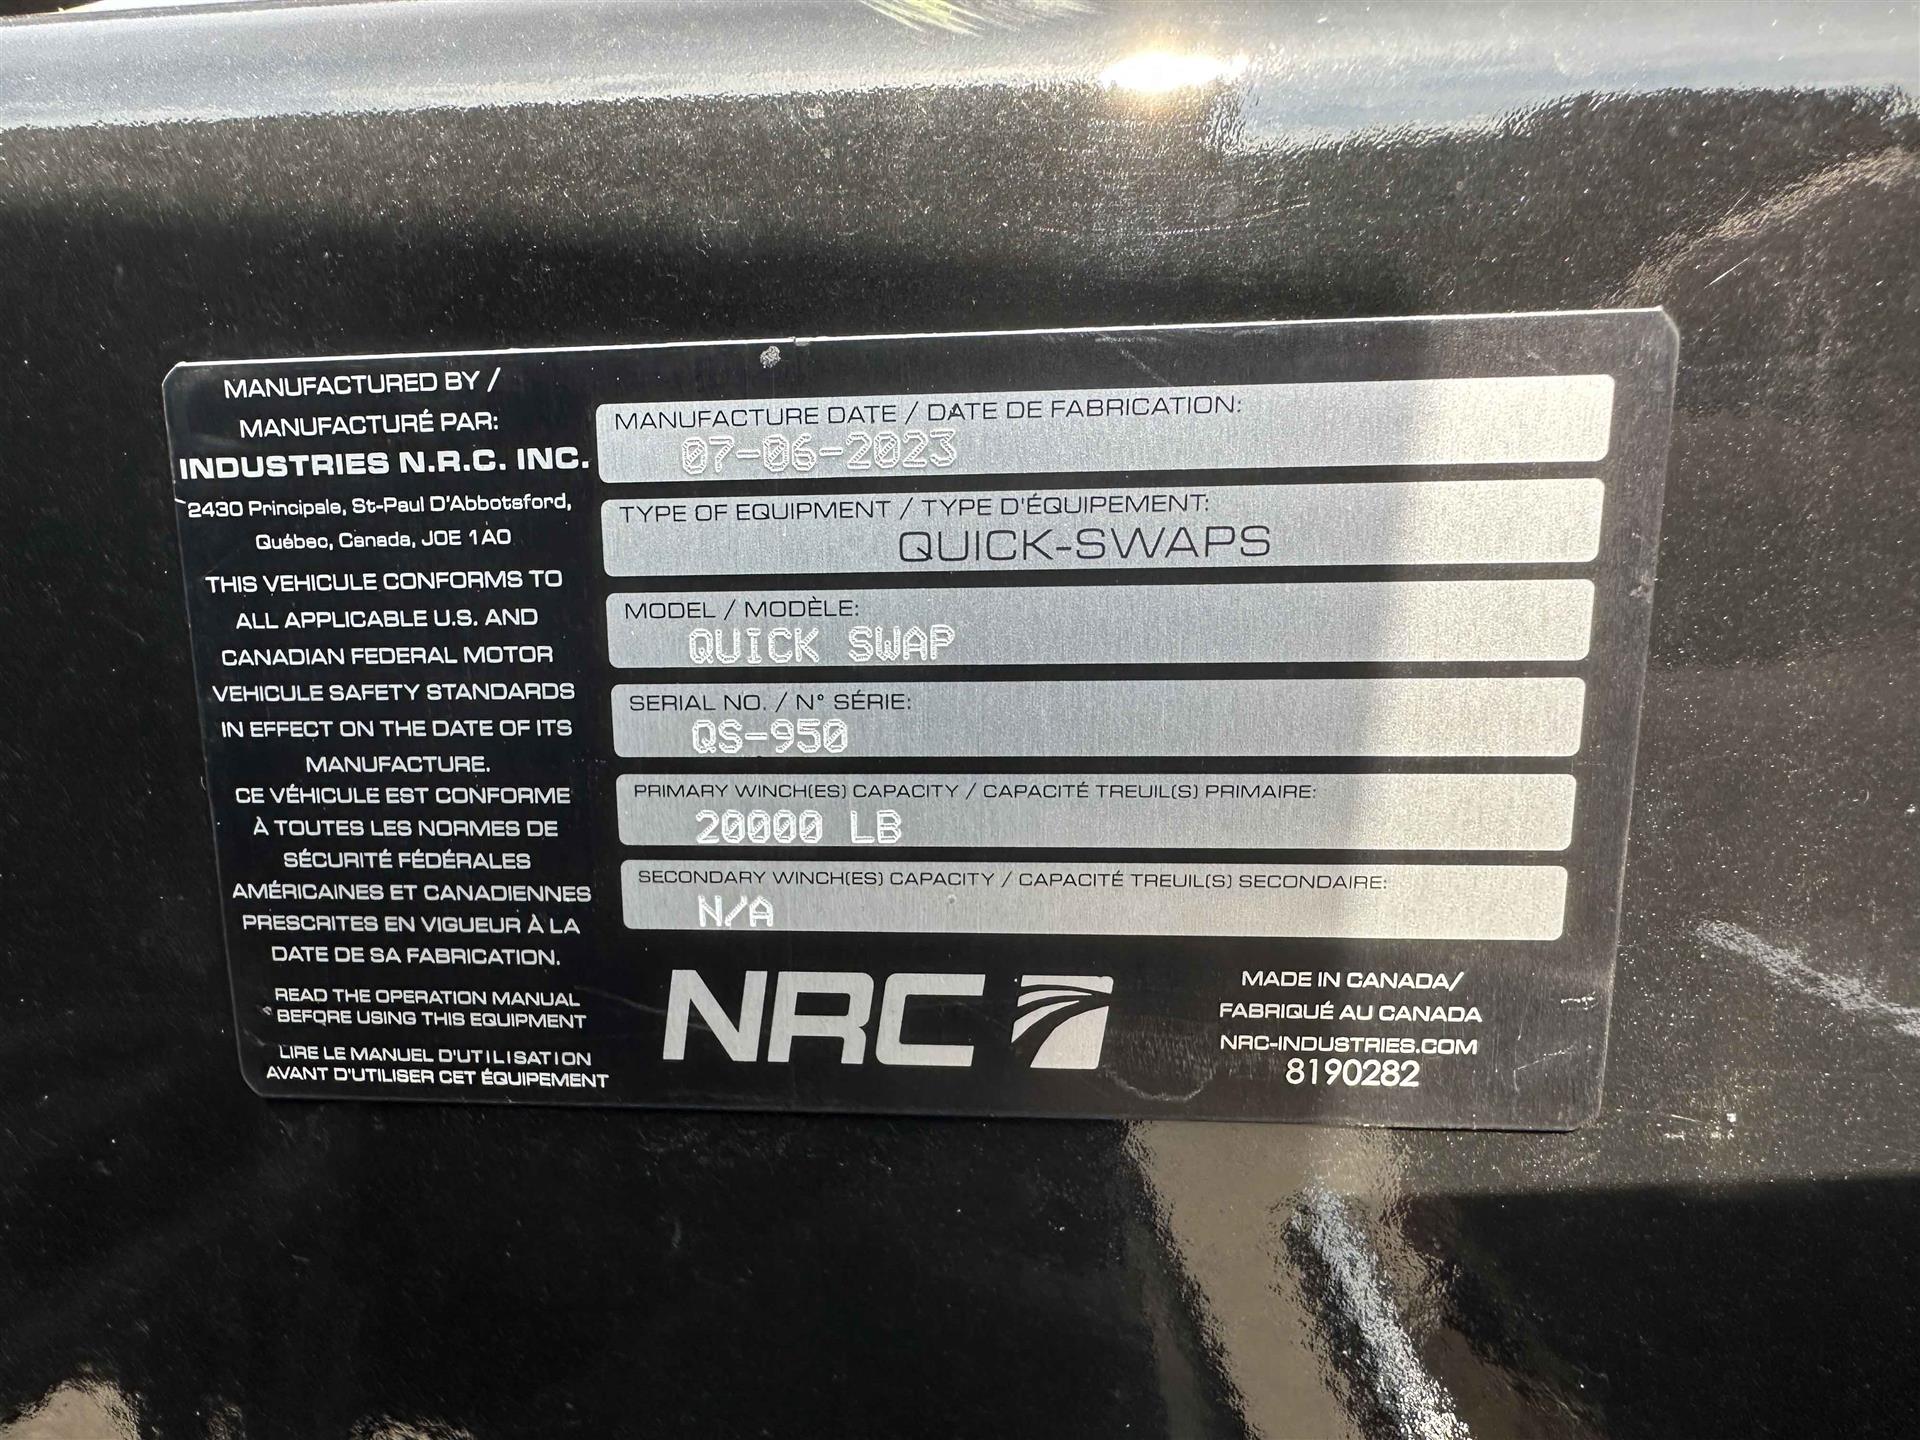 MANUFACTURED BY /
MANUFACTURÉ PAR:
INDUSTRIES N.R.C. INC.
2430 Principale, St-Paul D'Abbotsford,
Québec, Canada, JOE 1A0
THIS VEHICULE CONFORMS TO
ALL APPLICABLE U.S. AND
CANADIAN FEDERAL MOTOR
VEHICULE SAFETY STANDARDS
IN EFFECT ON THE DATE OF ITS
MANUFACTURE.
CE VÉHICULE EST CONFORME
À TOUTES LES NORMES DE
SÉCURITÉ FÉDÉRALES
AMÉRICAINES ET CANADIENNES
PRESCRITES EN VIGUEUR À LA
DATE DE SA FABRICATION.
READ THE OPERATION MANUAL
BEFORE USING THIS EQUIPMENT
LIRE LE MANUEL D'UTILISATION
AVANT D'UTILISER CET ÉQUIPEMENT
MANUFACTURE DATE / DATE DE FABRICATION:
07-06-2023
TYPE OF EQUIPMENT / TYPE D'ÉQUIPEMENT:
QUICK-SWAPS
MODEL / MODÈLE:
QUICK SWAP
SERIAL NO. / N° SÉRIE:
QS-950
PRIMARY WINCH(ES) CAPACITY / CAPACITÉ TREUIL(S) PRIMAIRE:
20000 LB
SECONDARY WINCH(ES) CAPACITY / CAPACITÉ TREUIL(S) SECONDAIRE:
N/A
NRC
MADE IN CANADA/
FABRIQUÉ AU CANADA
NRC-INDUSTRIES.COM
8190282